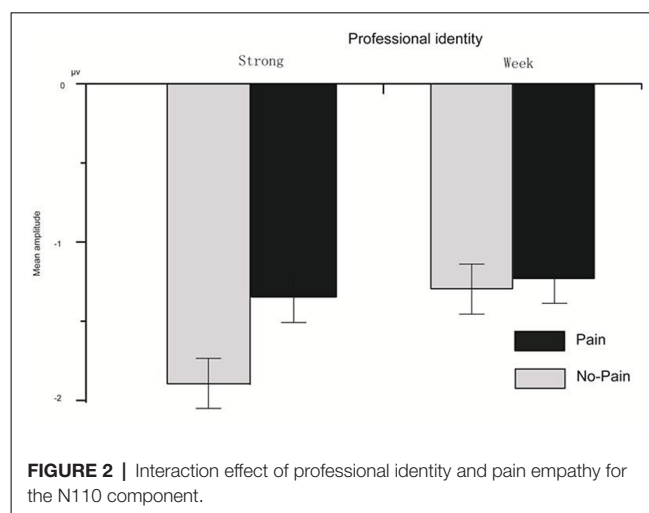 Professional identity
Strong Week
μv
0
-1
-2
Mean amplitude
Pain
No-Pain
FIGURE 2 | Interaction effect of professional identity and pain empathy for
the N110 component.